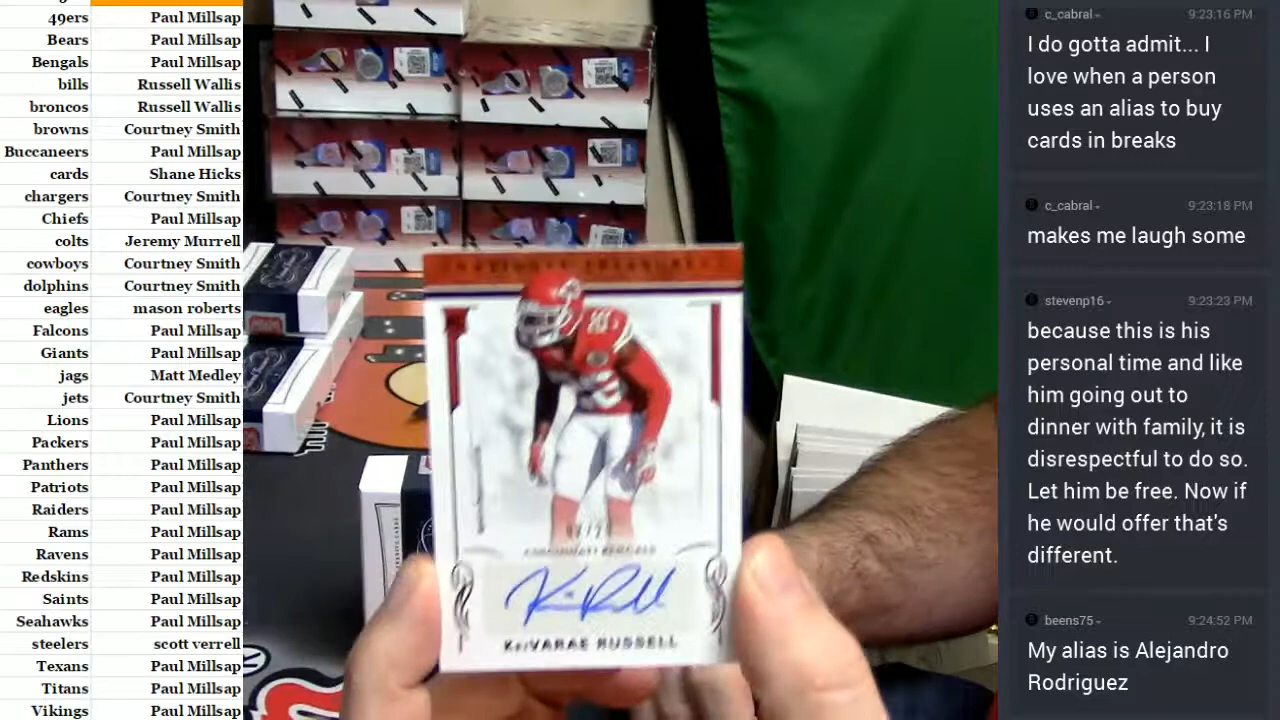 49ers Paul Millsap
Bears Paul Millsap
Bengals Paul Millsap
bills Russell Wallis
broncos Russell Wallis
browns Courtney Smith
Buccaneers Paul Millsap
cards Shane Hicks
chargers Courtney Smith
Chiefs Paul Millsap
colts Jeremy Murrell
cowboys Courtney Smith
dolphins Courtney Smith
eagles mason roberts
Falcons Paul Millsap
Giants Paul Millsap
jags Matt Medley
jets Courtney Smith
Lions Paul Millsap
Packers Paul Millsap
Panthers Paul Millsap
Patriots Paul Millsap
Raiders Paul Millsap
Rams Paul Millsap
Ravens Paul Millsap
Redskins Paul Millsap
Saints Paul Millsap
Seahawks Paul Millsap
steelers scott verrell
Texans Paul Millsap
Titans Paul Millsap
Vikings Paul Millsap
CINCINNATI BENGALS
KeiVARAE RUSSELL
c_cabral 9:23:16 PM
I do gotta admit... I
love when a person
uses an alias to buy
cards in breaks
c_cabral 9:23:18 PM
makes me laugh some
stevenp16 9:23:23 PM
because this is his
personal time and like
him going out to
dinner with family, it is
disrespectful to do so.
Let him be free. Now if
he would offer that's
different.
beens75 9:24:52 PM
My alias is Alejandro
Rodriguez